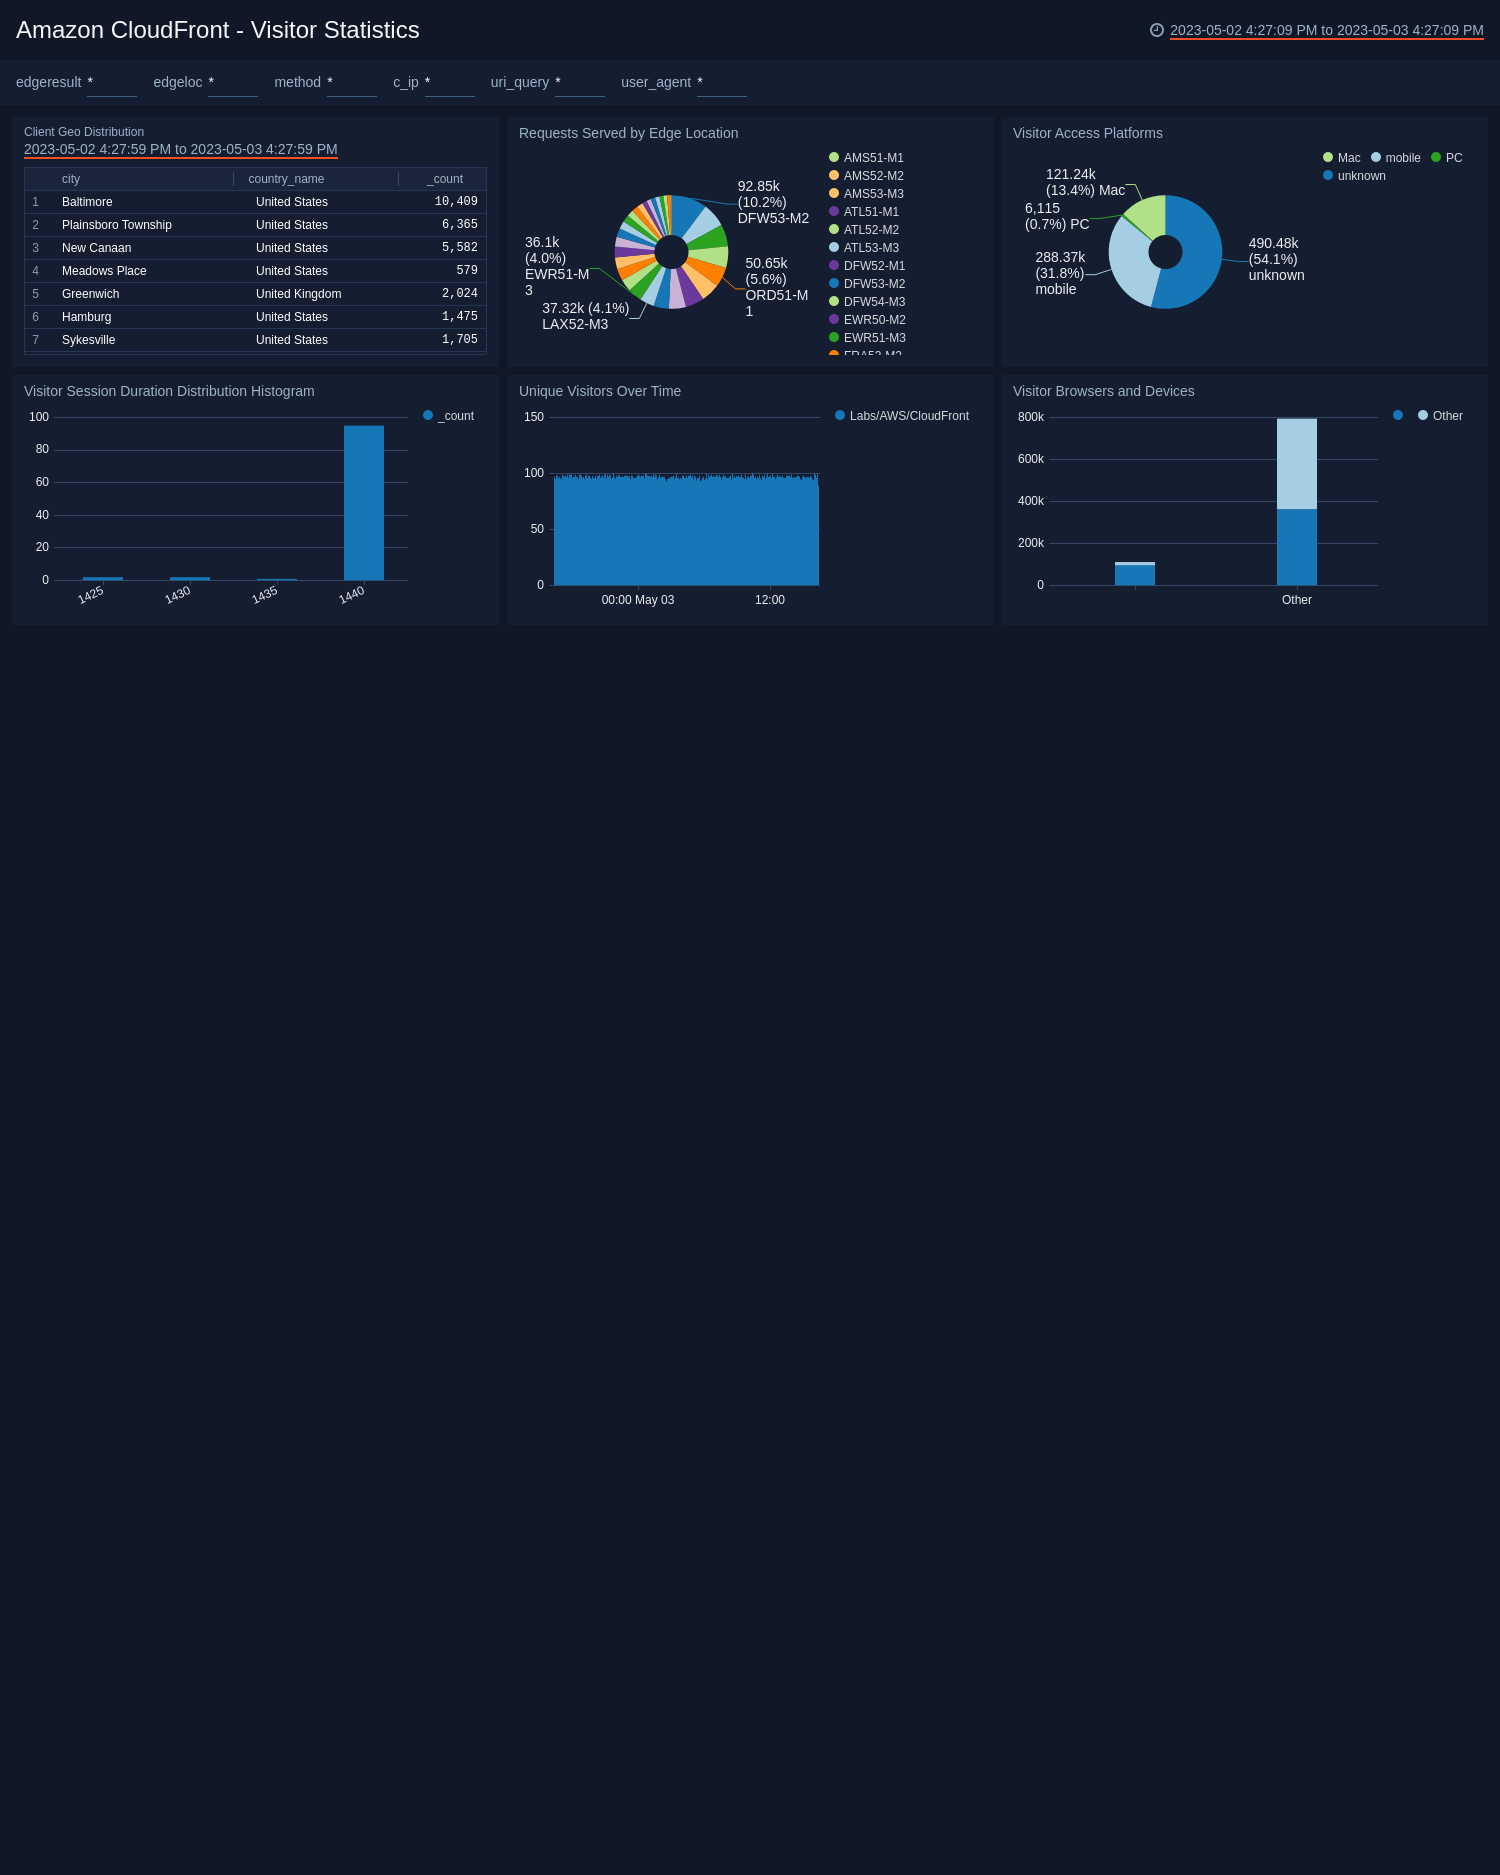 Amazon CloudFront - Visitor Statistics
2023-05-02 4:27:09 PM to 2023-05-03 4:27:09 PM
edgeresult * edgeloc * method * c_ip * uri_query * user_agent *
Client Geo Distribution
2023-05-02 4:27:59 PM to 2023-05-03 4:27:59 PM
city country_name _count
1 Baltimore United States 10,409
2 Plainsboro Township United States 6,365
3 New Canaan United States 5,582
4 Meadows Place United States 579
5 Greenwich United Kingdom 2,024
6 Hamburg United States 1,475
7 Sykesville United States 1,705
Requests Served by Edge Location
92.85k
(10.2%)
DFW53-M2
50.65k
(5.6%)
ORD51-M
1
36.1k
(4.0%)
EWR51-M
3
37.32k (4.1%)
LAX52-M3
AMS51-M1
AMS52-M2
AMS53-M3
ATL51-M1
ATL52-M2
ATL53-M3
DFW52-M1
DFW53-M2
DFW54-M3
EWR50-M2
EWR51-M3
Visitor Access Platforms
121.24k
(13.4%) Mac
6,115
(0.7%) PC
288.37k
(31.8%)
mobile
490.48k
(54.1%)
unknown
Mac mobile PC
unknown
Visitor Session Duration Distribution Histogram
100
80
60
40
20
0
1425 1430 1435 1440
_count
Unique Visitors Over Time
150
100
50
0
00:00 May 03 12:00
Labs/AWS/CloudFront
Visitor Browsers and Devices
800k
600k
400k
200k
0
Other
Other